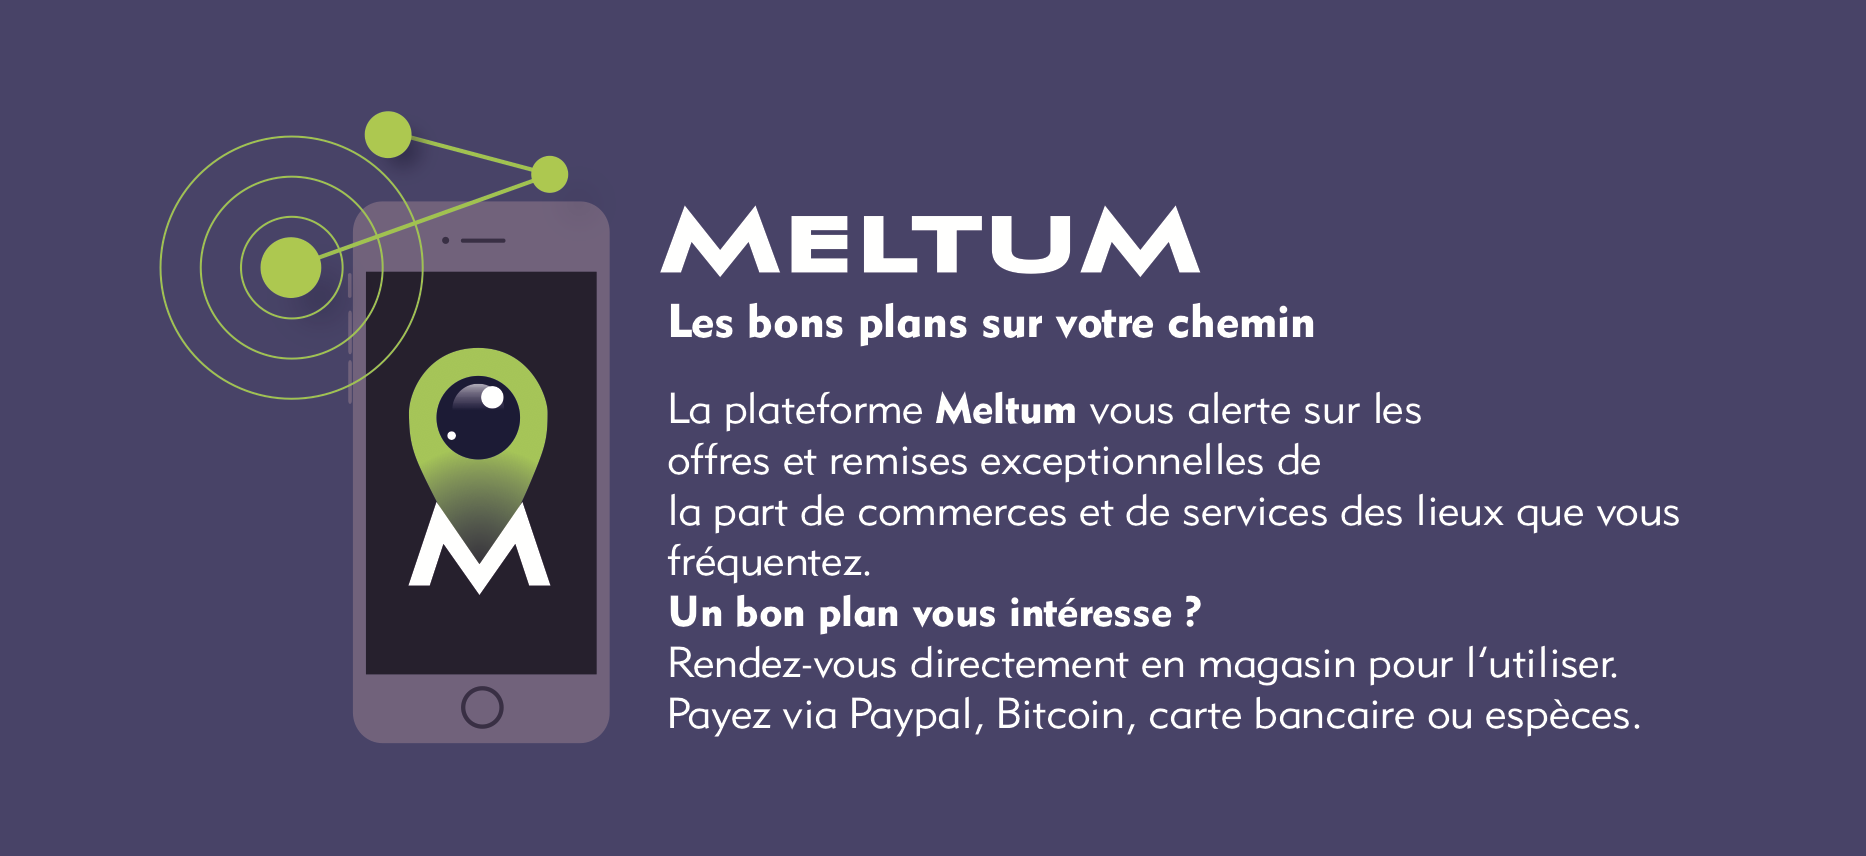 MELTUM
Les bons plans sur votre chemin
La plateforme Meltum vous alerte sur les
offres et remises exceptionnelles de
la part de commerces et de services des lieux que vous
fréquentez.
Un bon plan vous intéresse ?
Rendez-vous directement en magasin pour l‘utiliser.
Payez via Paypal, Bitcoin, carte bancaire ou espèces.
M